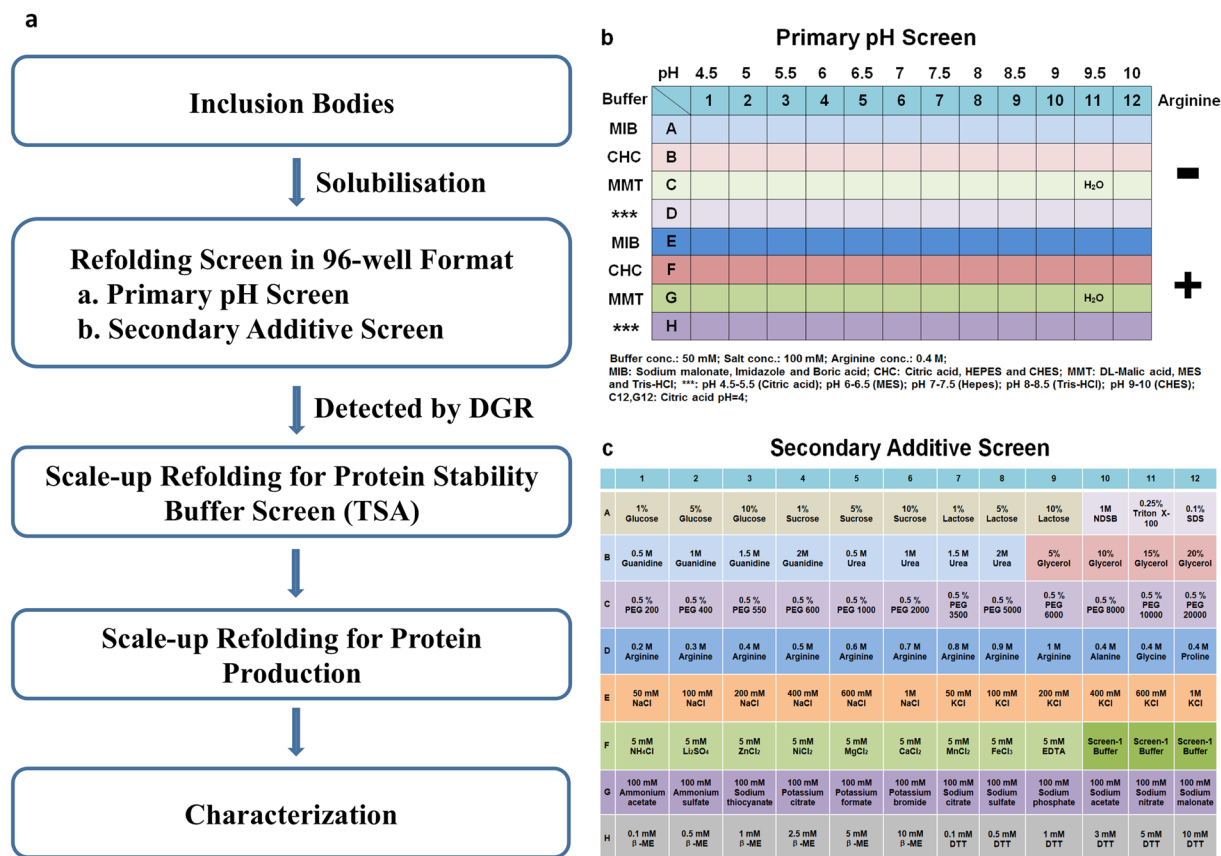 a
Inclusion Bodies
Solubilisation
Refolding Screen in 96-well Format
a. Primary pH Screen
b. Secondary Additive Screen
Detected by DGR
Scale-up Refolding for Protein Stability
Buffer Screen (TSA)
Scale-up Refolding for Protein
Production
Characterization
b
Primary pH Screen
pH 4.5 5 5.5 6 6.5 7 7.5 8 8.5 9 9.5 10
Buffer 1 2 3 4 5 6 7 8 9 10 11 12 Arginine
MIB A
CHC B
MMT C H₂O
*** D
-
MIB E
CHC F
MMT G H₂O
*** H
+
Buffer conc.: 50 mM; Salt conc.: 100 mM; Arginine conc.: 0.4 M;
MIB: Sodium malonate, Imidazole and Boric acid; CHC: Citric acid, HEPES and CHES; MMT: DL-Malic acid, MES
and Tris-HCl; ***: pH 4.5-5.5 (Citric acid); pH 6-6.5 (MES); pH 7-7.5 (Hepes); pH 8-8.5 (Tris-HCl); pH 9-10 (CHES);
C12,G12: Citric acid pH=4;
c
Secondary Additive Screen
1 2 3 4 5 6 7 8 9 10 11 12
A 1% Glucose 5% Glucose 10% Glucose 1% Sucrose 5% Sucrose 10% Sucrose 1% Lactose 5% Lactose 10% Lactose 1M NDSB 0.25% Triton X-100 0.1% SDS
B 0.5 M Guanidine 1M Guanidine 1.5 M Guanidine 2M Guanidine 0.5 M Urea 1M Urea 1.5 M Urea 2M Urea 5% Glycerol 10% Glycerol 15% Glycerol 20% Glycerol
C 0.5 % PEG 200 0.5 % PEG 400 0.5 % PEG 550 0.5 % PEG 600 0.5 % PEG 1000 0.5 % PEG 2000 0.5 % PEG 3500 0.5 % PEG 5000 0.5 % PEG 6000 0.5 % PEG 8000 0.5 % PEG 10000 0.5 % PEG 20000
D 0.2 M Arginine 0.3 M Arginine 0.4 M Arginine 0.5 M Arginine 0.6 M Arginine 0.7 M Arginine 0.8 M Arginine 0.9 M Arginine 1M Arginine 0.4 M Alanine 0.4 M Glycine 0.4 M Proline
E 50 mM NaCl 100 mM NaCl 200 mM NaCl 400 mM NaCl 600 mM NaCl 1M NaCl 50 mM KCl 100 mM KCl 200 mM KCl 400 mM KCl 600 mM KCl 1M KCl
F 5 mM NH₄Cl 5 mM Li₂SO₄ 5 mM ZnCl₂ 5 mM NiCl₂ 5 mM MgCl₂ 5 mM CaCl₂ 5 mM MnCl₂ 5 mM FeCl₃ 5 mM EDTA Screen-1 Buffer Screen-1 Buffer Screen-1 Buffer
G 100 mM Ammonium acetate 100 mM Ammonium sulfate 100 mM Sodium thiocyanate 100 mM Potassium citrate 100 mM Potassium formate 100 mM Potassium bromide 100 mM Sodium citrate 100 mM Sodium sulfate 100 mM Sodium phosphate 100 mM Sodium acetate 100 mM Sodium nitrate 100 mM Sodium malonate
H 0.1 mM β-ME 0.5 mM β-ME 1 mM β-ME 2.5 mM β-ME 5 mM β-ME 10 mM β-ME 0.1 mM DTT 0.5 mM DTT 1 mM DTT 3 mM DTT 5 mM DTT 10 mM DTT